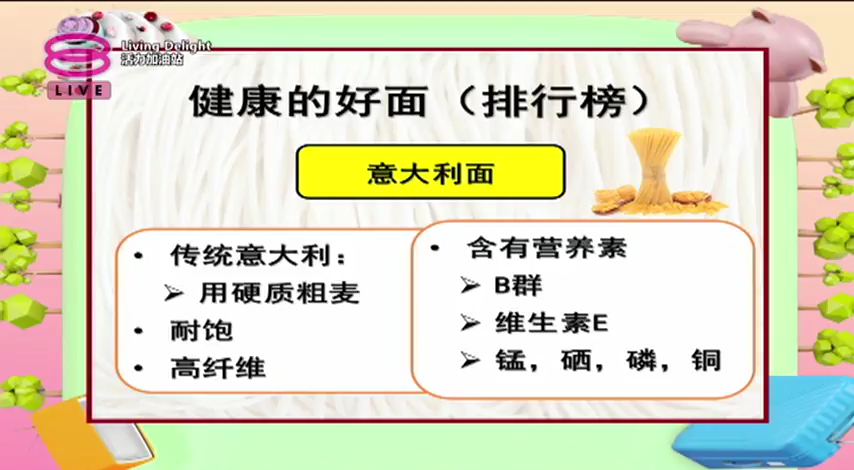 Living Delight
活力加油站
LIVE
健康的好面（排行榜）
意大利面
• 传统意大利：
➢ 用硬质粗麦
• 耐饱
• 高纤维
• 含有营养素
➢ B群
➢ 维生素E
➢ 锰，硒，磷，铜